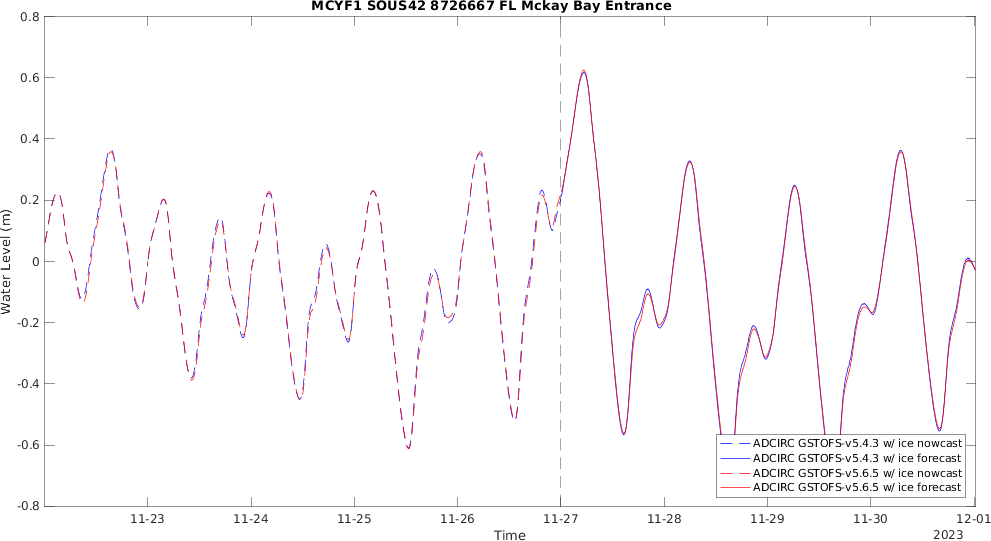 MCYF1 SOUS42 8726667 FL Mckay Bay Entrance
0.8
0.6
0.4
0.2
0
-0.2
-0.4
-0.6
-0.8
Water Level (m)
ADCIRC GSTOFS-v5.4.3 w/ ice nowcast
ADCIRC GSTOFS-v5.4.3 w/ ice forecast
ADCIRC GSTOFS-v5.6.5 w/ ice nowcast
ADCIRC GSTOFS-v5.6.5 w/ ice forecast
11-23 11-24 11-25 11-26 11-27 11-28 11-29 11-30 12-01
Time
2023